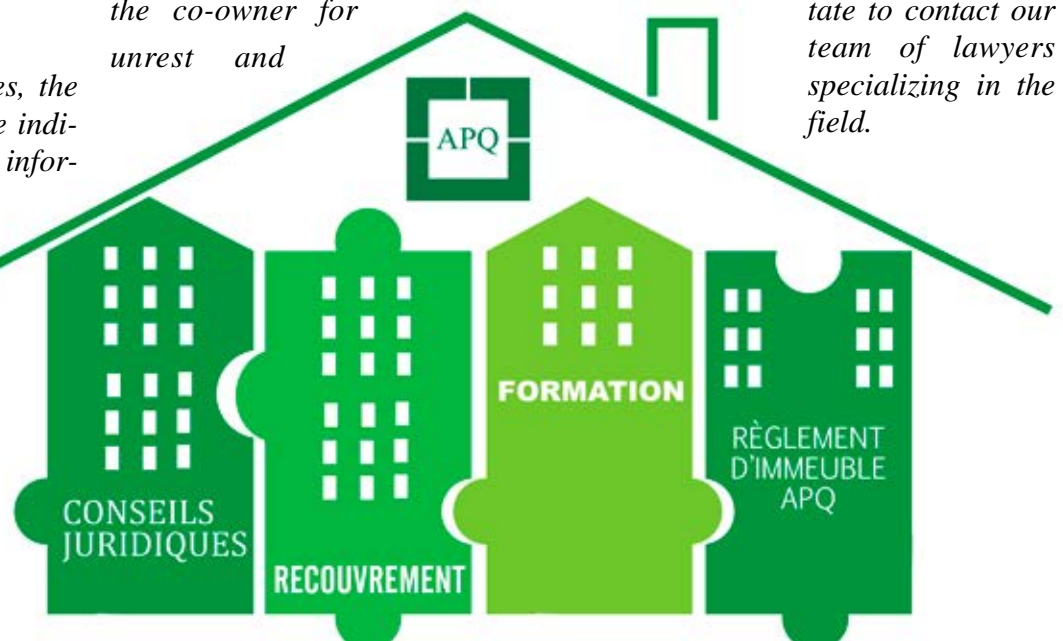 es, the
e indi-
infor-
the co-owner for
unrest and
tate to contact our
team of lawyers
specializing in the
field.
APQ
CONSEILS
JURIDIQUES
RECOUVREMENT
FORMATION
RÈGLEMENT
D'IMMEUBLE
APQ